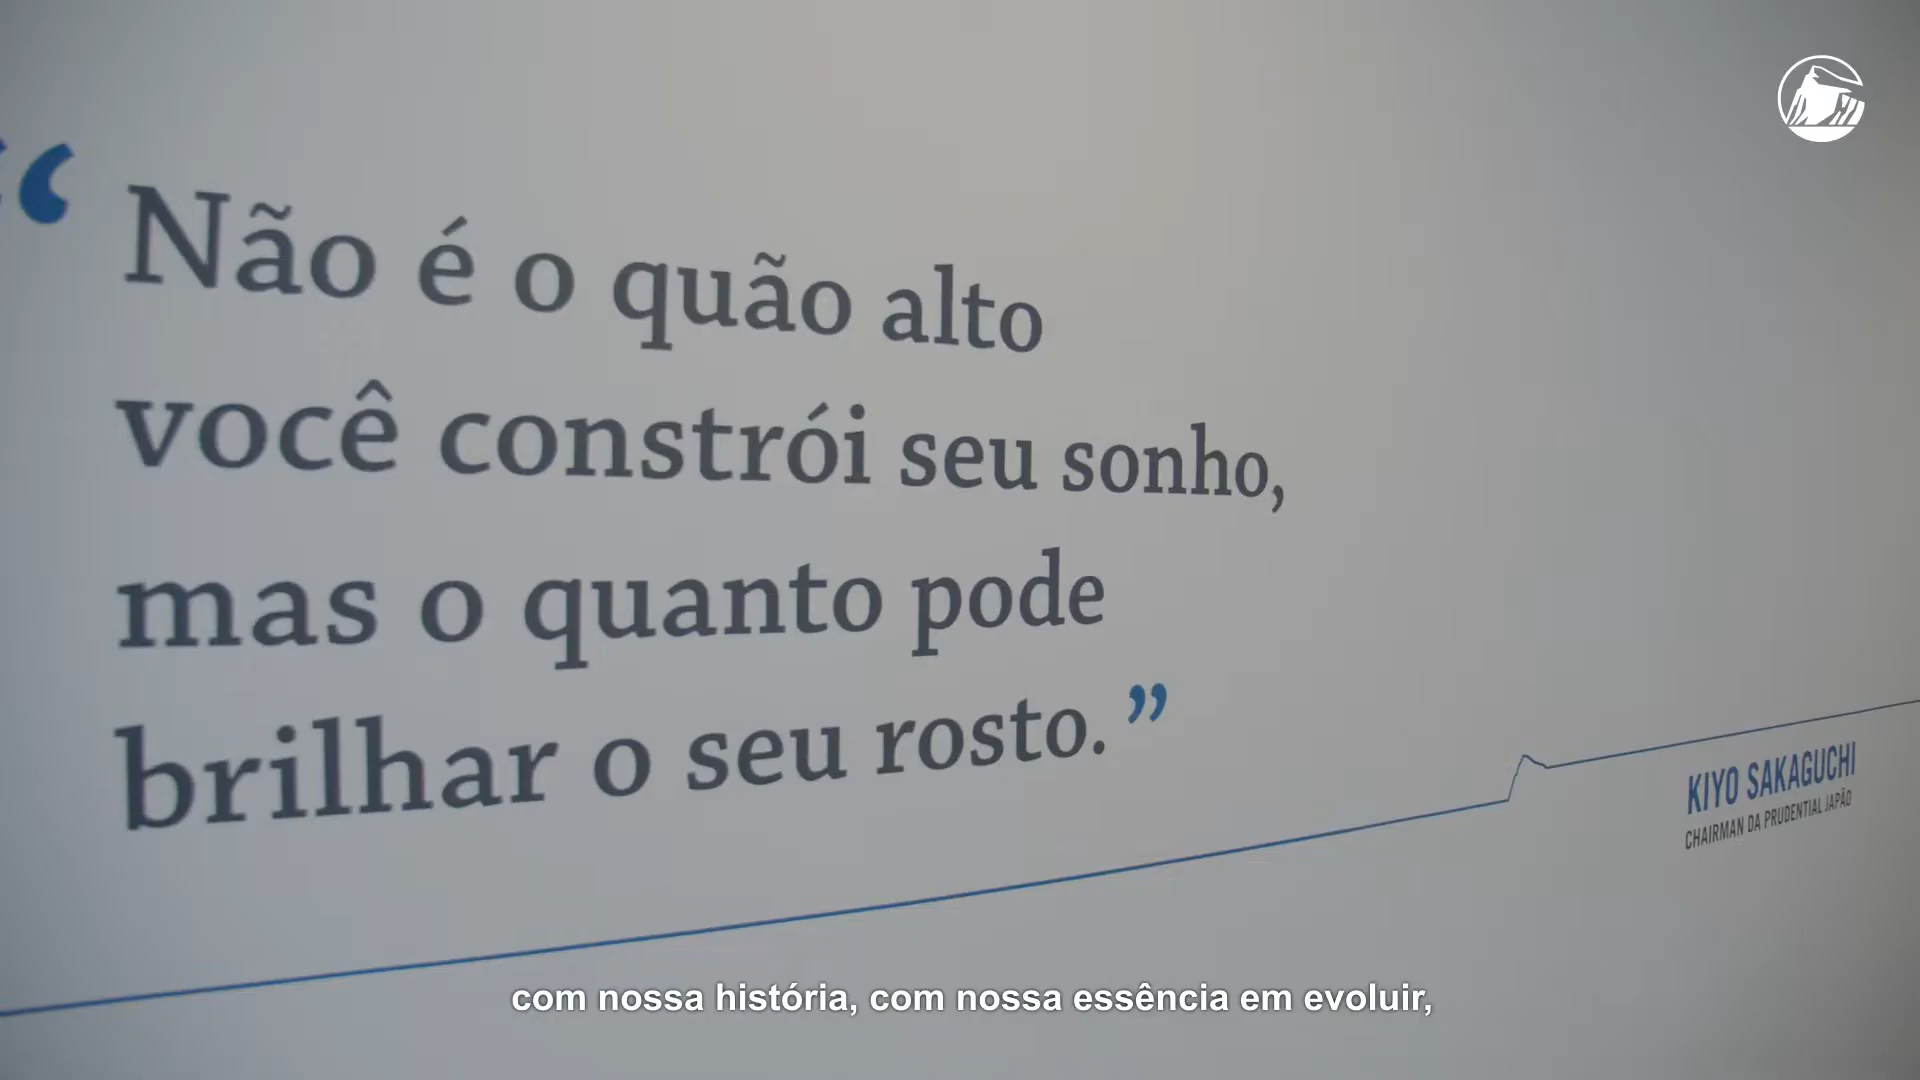 “Não é o quão alto
você constrói seu sonho,
mas o quanto pode
brilhar o seu rosto.”
KIYO SAKAGUCHI
CHAIRMAN DA PRUDENTIAL JAPÃO
com nossa história, com nossa essência em evoluir,